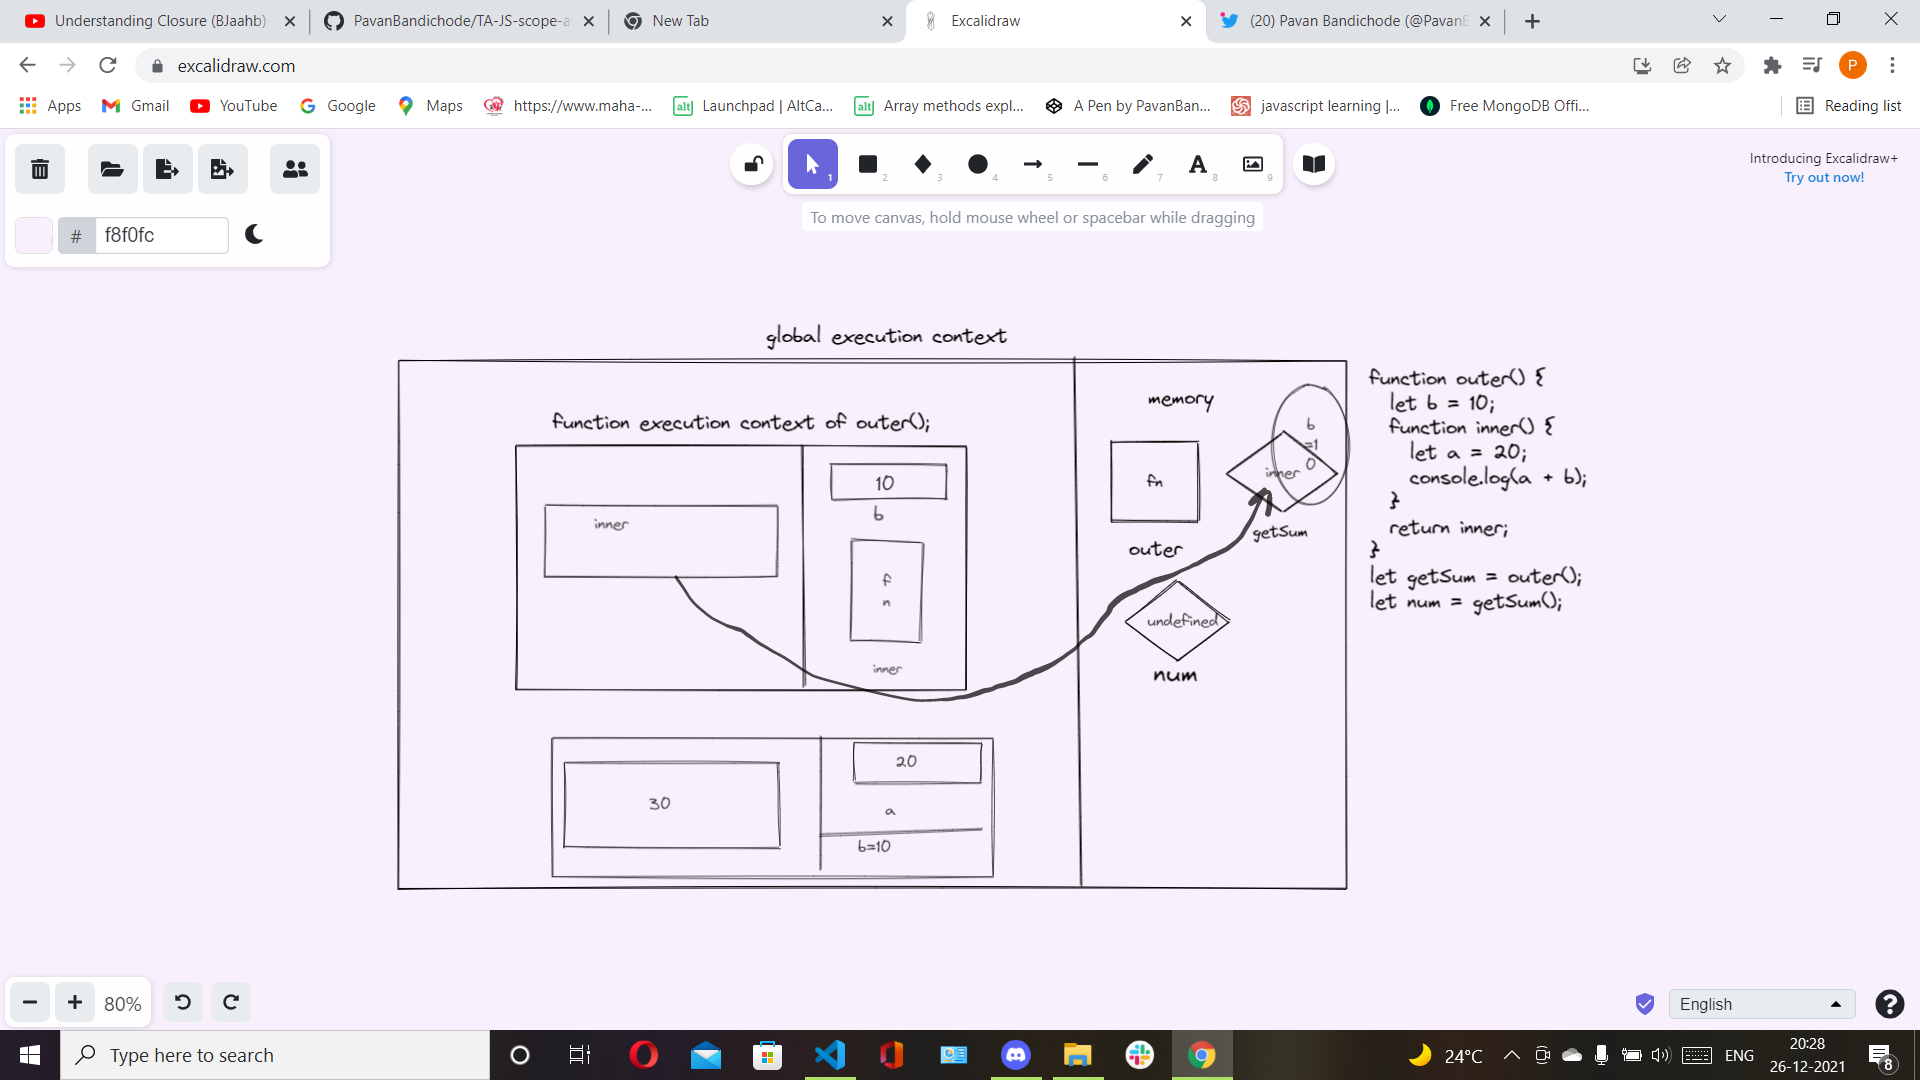 Understanding Closure (BJaahb)
PavanBandichode/TA-JS-scope-a
New Tab
Excalidraw
(20) Pavan Bandichode (@PavanB
excalidraw.com
P
Apps
Gmail
YouTube
Google
Maps
https://www.maha-...
Launchpad | AltCa...
Array methods expl...
A Pen by PavanBan...
javascript learning |...
Free MongoDB Offi...
Reading list
1
2
3
4
5
6
7
A
8
9
Introducing Excalidraw+
Try out now!
To move canvas, hold mouse wheel or spacebar while dragging
# f8f0fc
global execution context
function execution context of outer();
inner
10
b
f
n
inner
memory
fn
outer
b
=1
0
inner
getSum
undefined
num
30
20
a
b=10
function outer() {
let b = 10;
function inner() {
let a = 20;
console.log(a + b);
}
return inner;
}
let getSum = outer();
let num = getSum();
80%
English
Type here to search
24°C
ENG
20:28
26-12-2021
8